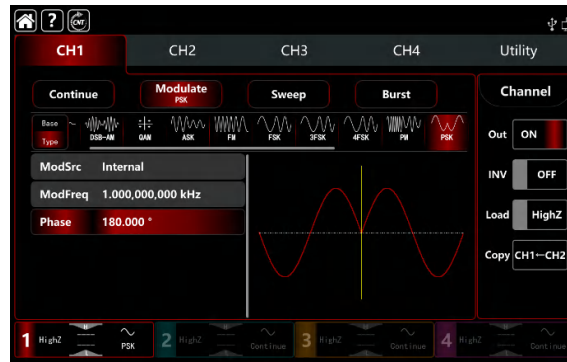 ? CNT
CH1 CH2 CH3 CH4 Utility
Continue Modulate PSK Sweep Burst Channel
Base Type DSB-AM QAM ASK FM FSK 3FSK 4FSK PM PSK
Out ON
ModSrc Internal
INV OFF
ModFreq 1.000,000,000 kHz
Phase 180.000 °
Load HighZ
Copy CH1←CH2
1 HighZ PSK 2 HighZ Continue 3 HighZ Continue 4 HighZ Continue